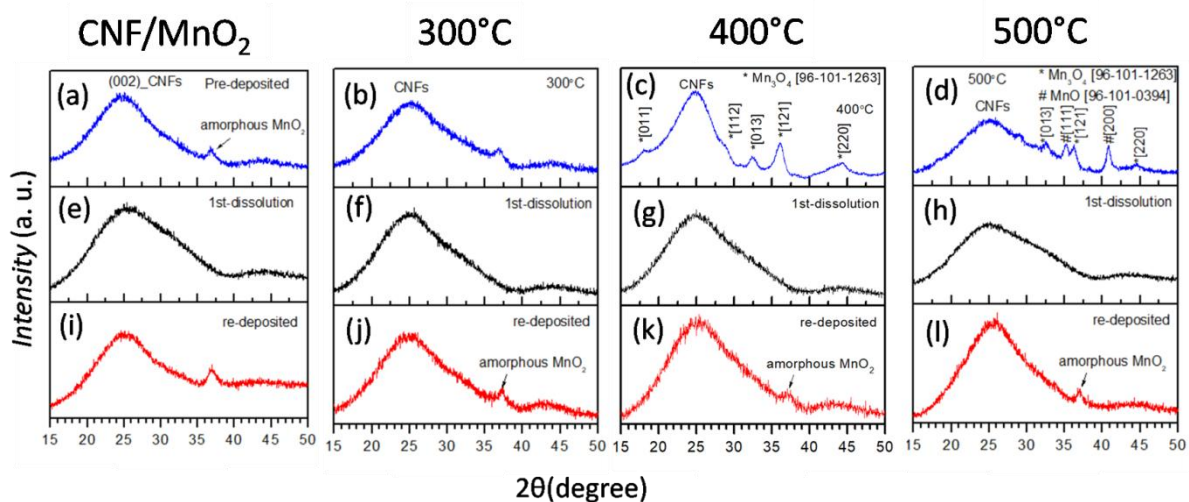 CNF/MnO₂ 300°C 400°C 500°C
(a) (002)_CNFs Pre-deposited
amorphous MnO₂
(b) CNFs 300°C
(c) CNFs * Mn₃O₄ [96-101-1263]
400°C
*[011] *[112] *[013] *[121] *[220]
(d) 500°C * Mn₃O₄ [96-101-1263]
CNFs # MnO [96-101-0394]
*[013] #[111] *[121] #[200] *[220]
(e) 1st-dissolution
(f) 1st-dissolution
(g) 1st-dissolution
(h) 1st-dissolution
(i) re-deposited
(j) re-deposited
amorphous MnO₂
(k) re-deposited
amorphous MnO₂
(l) re-deposited
amorphous MnO₂
Intensity (a. u.)
15 20 25 30 35 40 45 50 15 20 25 30 35 40 45 50 15 20 25 30 35 40 45 50 15 20 25 30 35 40 45 50
2θ(degree)